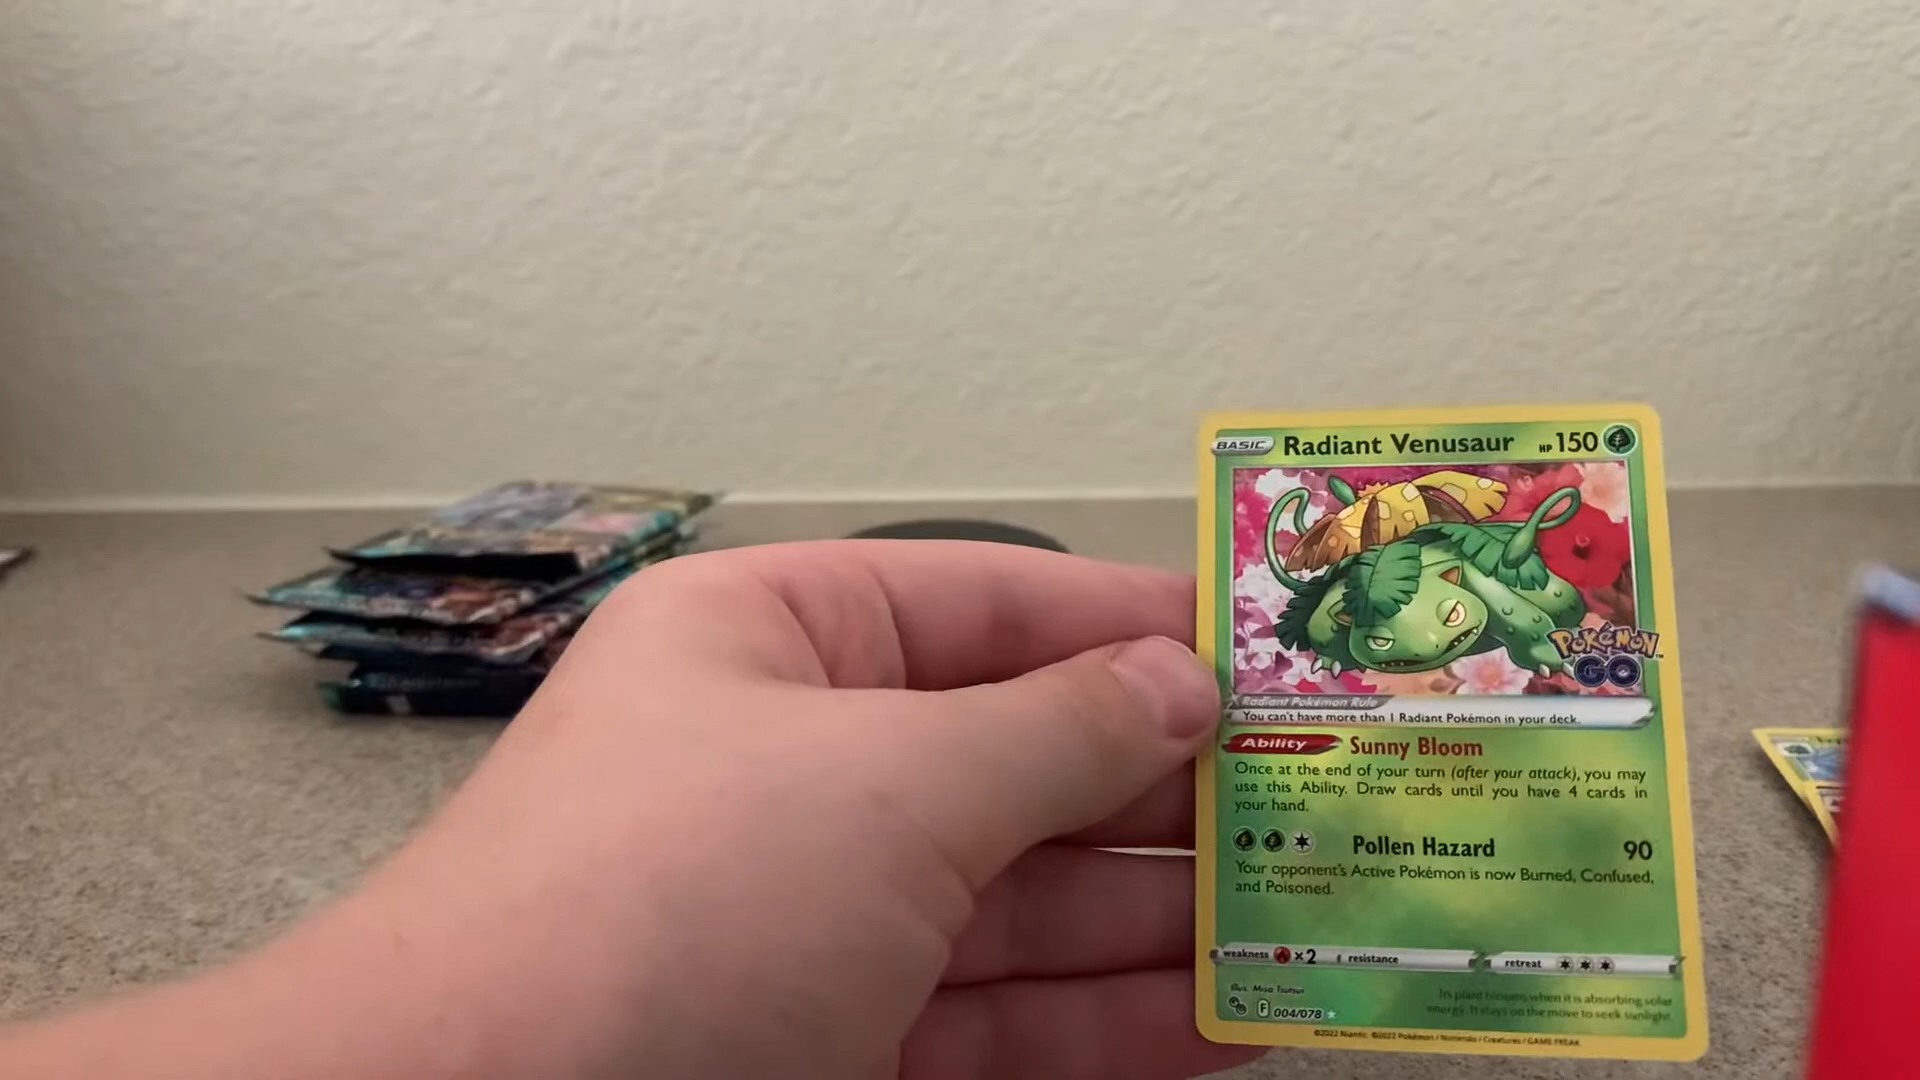 BASIC Radiant Venusaur HP 150
POKÉMON
GO
Radiant Pokémon Rule
You can't have more than 1 Radiant Pokémon in your deck.
Ability Sunny Bloom
Once at the end of your turn (after your attack), you may
use this Ability. Draw cards until you have 4 cards in
your hand.
Pollen Hazard 90
Your opponent's Active Pokémon is now Burned, Confused,
and Poisoned.
weakness ×2 resistance retreat
Illus. Misa Tsutsui
F 004/078
Its plant blooms when it is absorbing solar
energy. It stays on the move to seek sunlight.
©2022 Niantic. ©2022 Pokémon / Nintendo / Creatures / GAME FREAK